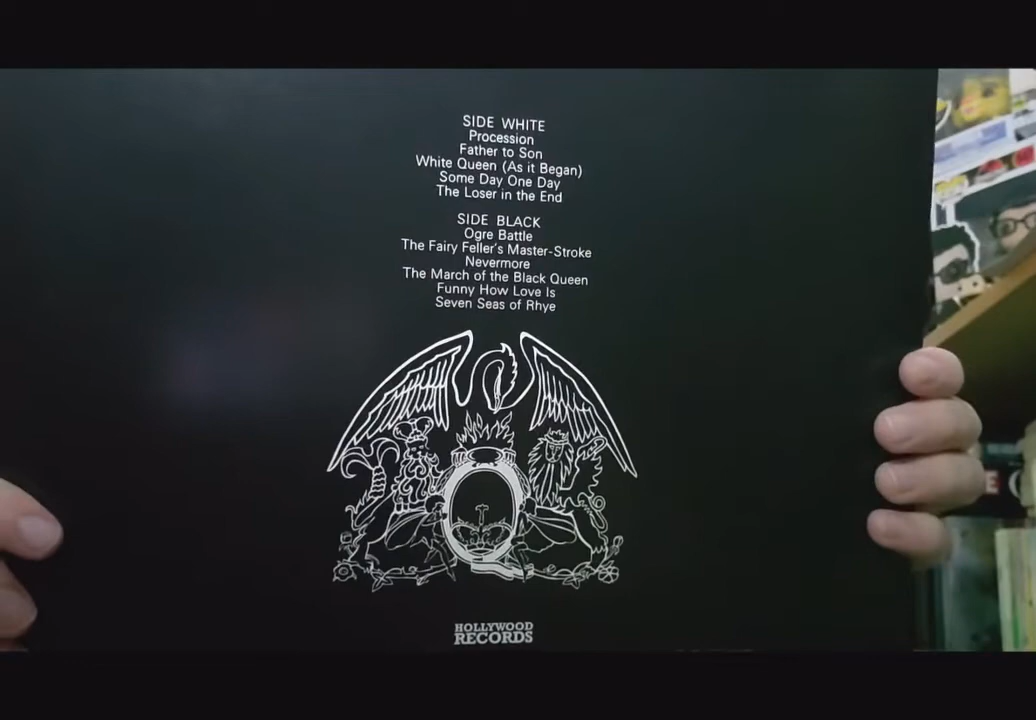 SIDE WHITE
Procession
Father to Son
White Queen (As it Began)
Some Day One Day
The Loser in the End
SIDE BLACK
Ogre Battle
The Fairy Feller's Master-Stroke
Nevermore
The March of the Black Queen
Funny How Love Is
Seven Seas of Rhye
HOLLYWOOD
RECORDS